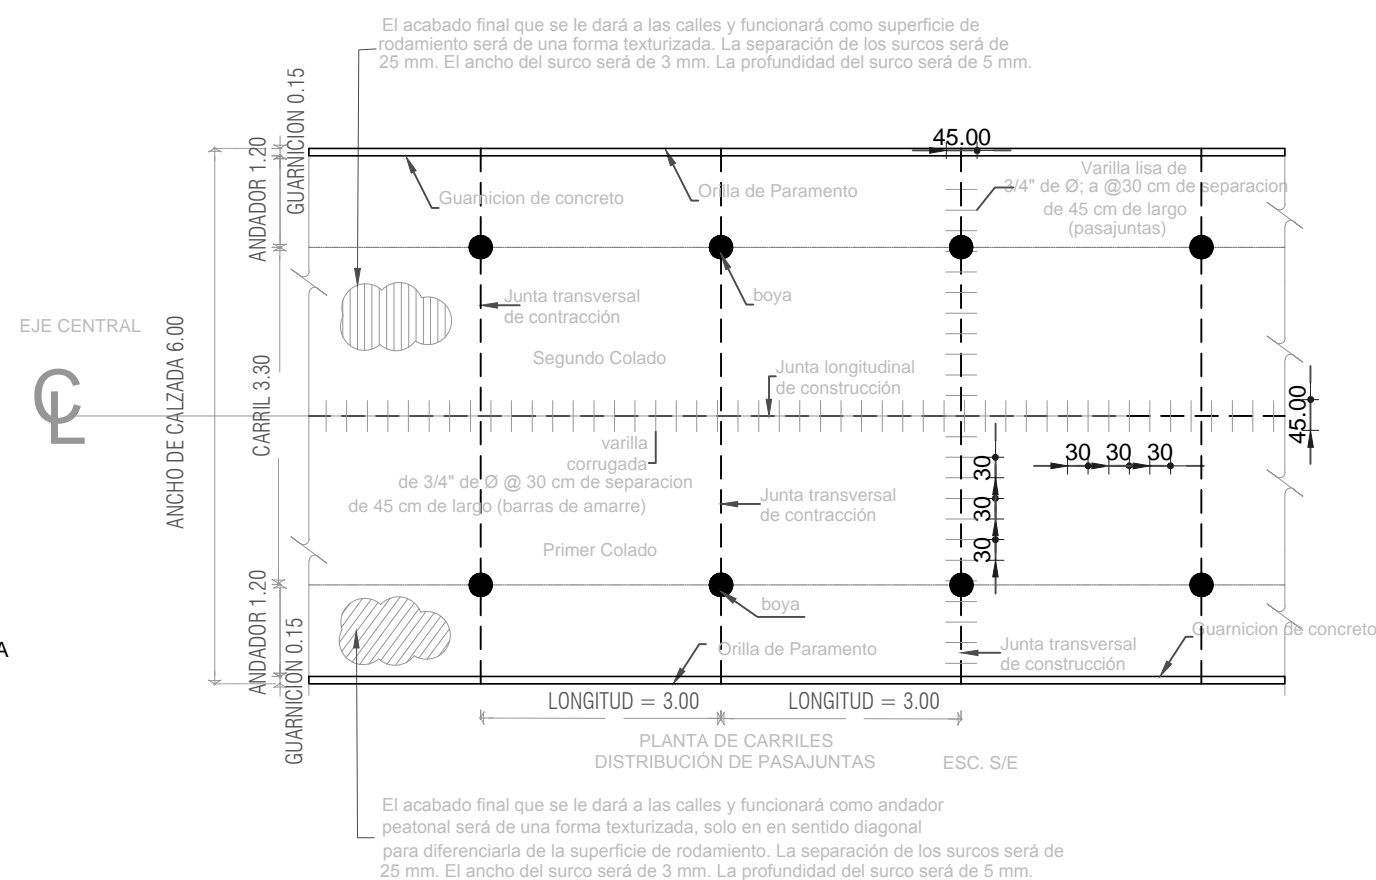 El acabado final que se le dará a las calles y funcionará como superficie de
rodamiento será de una forma texturizada. La separación de los surcos será de
25 mm. El ancho del surco será de 3 mm. La profundidad del surco será de 5 mm.
GUARNICION 0.15
ANDADOR 1.20
45.00
Varilla lisa de
3/4" de Ø; a @30 cm de separacion
de 45 cm de largo
(pasajuntas)
Guarnicion de concreto
Orilla de Paramento
Junta transversal
de contracción
boya
EJE CENTRAL
CL
ANCHO DE CALZADA 6.00
CARRIL 3.30
Segundo Colado
Junta longitudinal
de construcción
45.00
varilla
corrugada
de 3/4" de Ø @ 30 cm de separacion
de 45 cm de largo (barras de amarre)
30 30 30
30
30
30
Junta transversal
de contracción
Primer Colado
ANDADOR 1.20
GUARNICION 0.15
boya
Orilla de Paramento
Junta transversal
de construcción
Guarnicion de concreto
A
LONGITUD = 3.00
LONGITUD = 3.00
PLANTA DE CARRILES
DISTRIBUCIÓN DE PASAJUNTAS
ESC. S/E
El acabado final que se le dará a las calles y funcionará como andador
peatonal será de una forma texturizada, solo en en sentido diagonal
para diferenciarla de la superficie de rodamiento. La separación de los surcos será de
25 mm. El ancho del surco será de 3 mm. La profundidad del surco será de 5 mm.